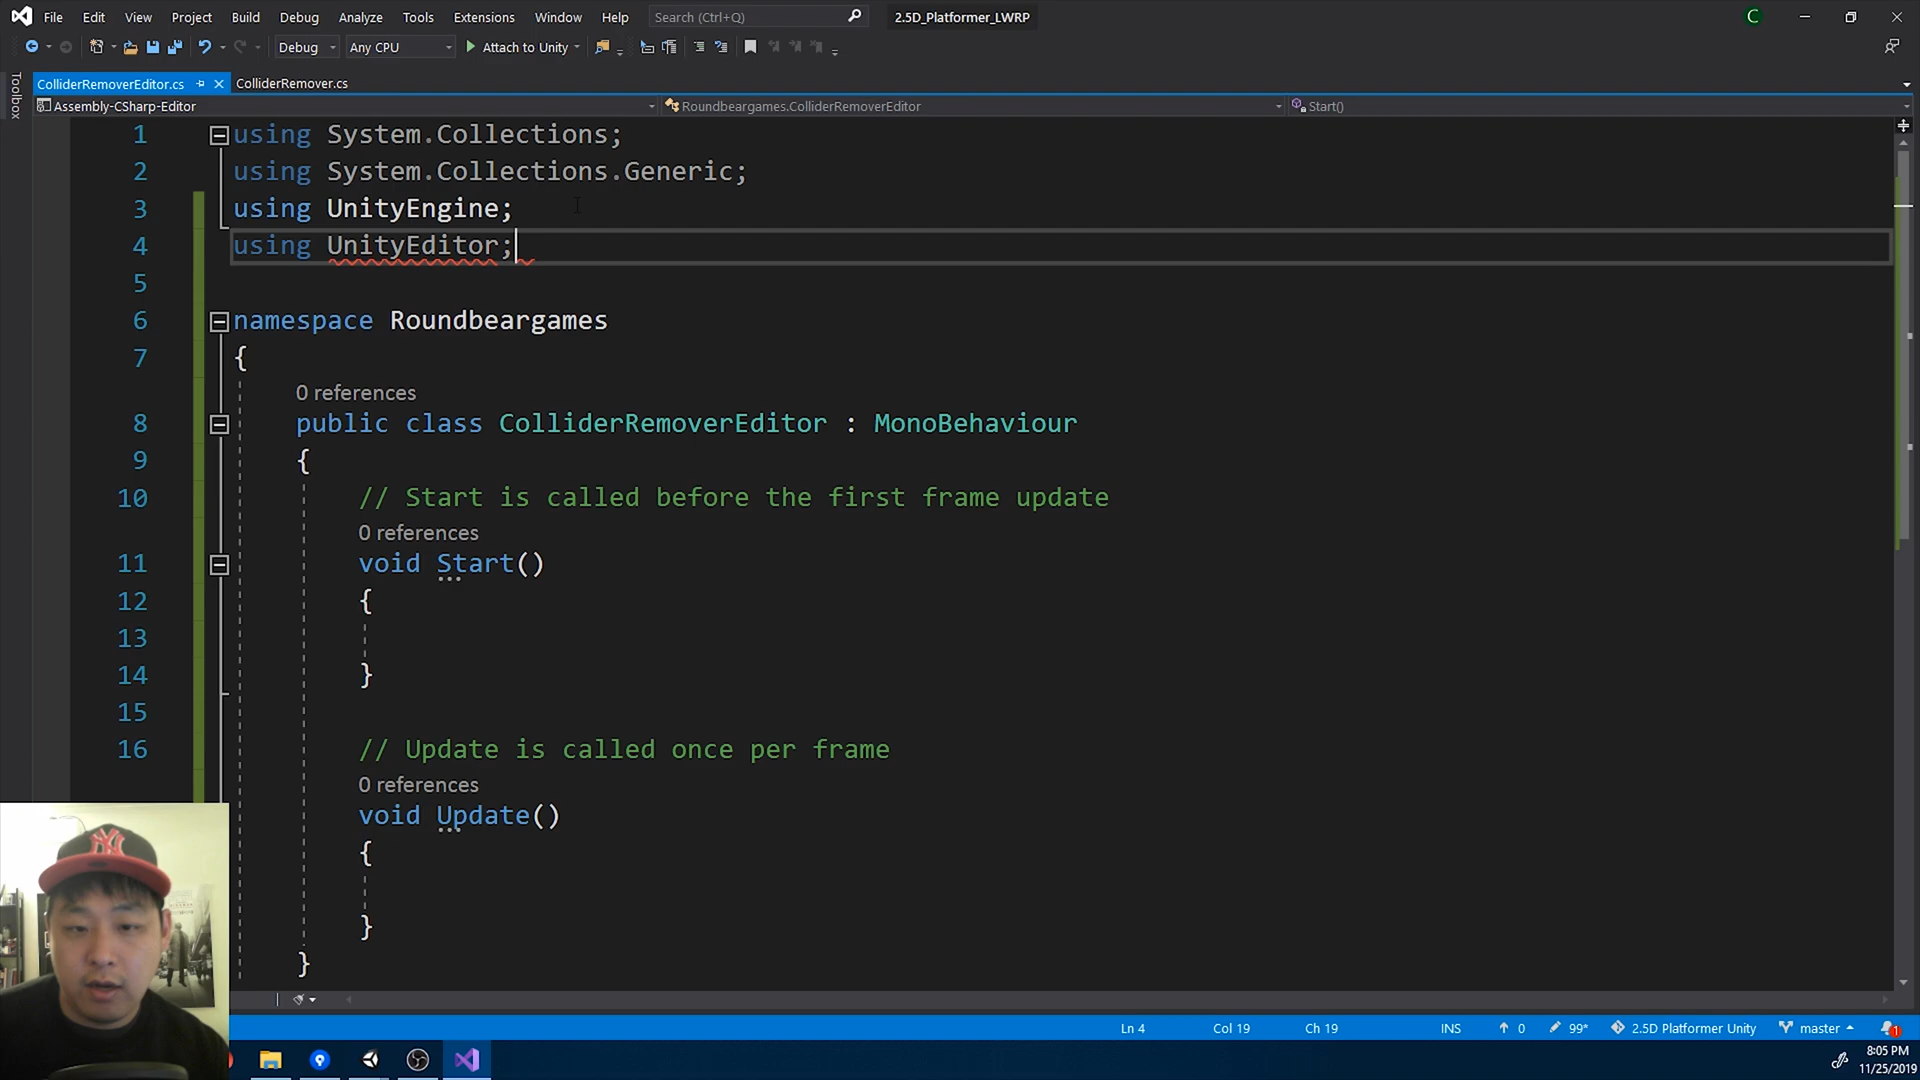 File Edit View Project Build Debug Analyze Tools Extensions Window Help Search (Ctrl+Q) 2.5D_Platformer_LWRP C
Debug Any CPU Attach to Unity
Toolbox
ColliderRemoverEditor.cs ColliderRemover.cs
Assembly-CSharp-Editor Roundbeargames.ColliderRemoverEditor Start()
1 using System.Collections;
2 using System.Collections.Generic;
3 using UnityEngine;
4 using UnityEditor;
5
6 namespace Roundbeargames
7 {
0 references
8 public class ColliderRemoverEditor : MonoBehaviour
9 {
10 // Start is called before the first frame update
0 references
11 void Start()
12 {
13
14 }
15
16 // Update is called once per frame
0 references
void Update()
{
}
}
Ln 4 Col 19 Ch 19 INS 0 99* 2.5D Platformer Unity master 1
8:05 PM
11/25/2019